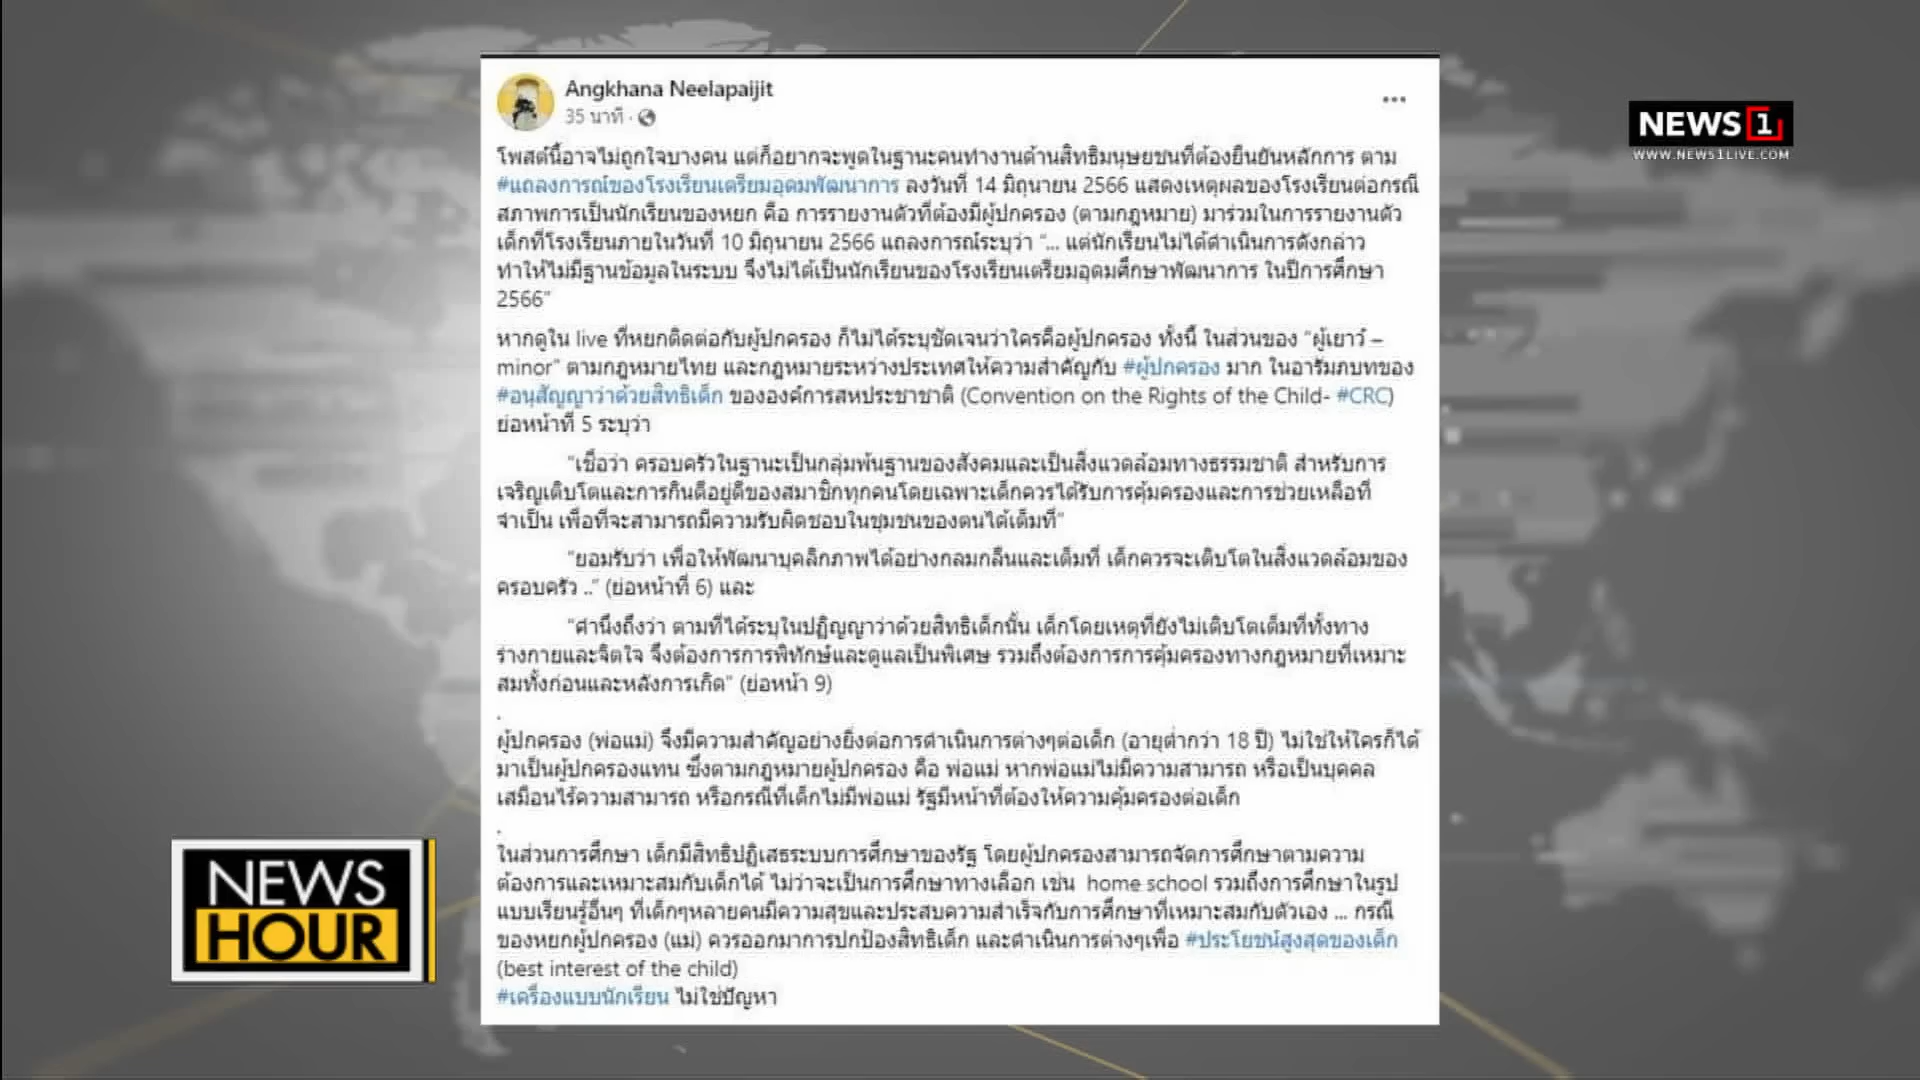 Angkhana Neelapaijit
35 นาที ·
โพสต์นี้อาจไม่ถูกใจบางคน แต่ก็อยากจะพูดในฐานะคนทำงานด้านสิทธิมนุษยชนที่ต้องยืนยันหลักการ ตาม
#แถลงการณ์ของโรงเรียนเตรียมอุดมพัฒนาการ ลงวันที่ 14 มิถุนายน 2566 แสดงเหตุผลของโรงเรียนต่อกรณี
สภาพการเป็นนักเรียนของหยก คือ การรายงานตัวที่ต้องมีผู้ปกครอง (ตามกฎหมาย) มาร่วมในการรายงานตัว
เด็กที่โรงเรียนภายในวันที่ 10 มิถุนายน 2566 แถลงการณ์ระบุว่า "... แต่นักเรียนไม่ได้ดำเนินการดังกล่าว
ทำให้ไม่มีฐานข้อมูลในระบบ จึงไม่ได้เป็นนักเรียนของโรงเรียนเตรียมอุดมศึกษาพัฒนาการ ในปีการศึกษา
2566"
หากดูใน live ที่หยกติดต่อกับผู้ปกครอง ก็ไม่ได้ระบุชัดเจนว่าใครคือผู้ปกครอง ทั้งนี้ ในส่วนของ "ผู้เยาว์ –
minor" ตามกฎหมายไทย และกฎหมายระหว่างประเทศให้ความสำคัญกับ #ผู้ปกครอง มาก ในอารัมภบทของ
#อนุสัญญาว่าด้วยสิทธิเด็ก ขององค์การสหประชาชาติ (Convention on the Rights of the Child- #CRC)
ย่อหน้าที่ 5 ระบุว่า
"เชื่อว่า ครอบครัวในฐานะเป็นกลุ่มพ้นฐานของสังคมและเป็นสิ่งแวดล้อมทางธรรมชาติ สำหรับการ
เจริญเติบโตและการกินดีอยู่ดีของสมาชิกทุกคนโดยเฉพาะเด็กควรได้รับการคุ้มครองและการช่วยเหลือที่
จำเป็น เพื่อที่จะสามารถมีความรับผิดชอบในชุมชนของตนได้เต็มที่"
"ยอมรับว่า เพื่อให้พัฒนาบุคลิกภาพได้อย่างกลมกลืนและเต็มที่ เด็กควรจะเติบโตในสิ่งแวดล้อมของ
ครอบครัว .." (ย่อหน้าที่ 6) และ
"คำนึงถึงว่า ตามที่ได้ระบุในปฏิญญาว่าด้วยสิทธิเด็กนั้น เด็กโดยเหตุที่ยังไม่เติบโตเต็มที่ทั้งทาง
ร่างกายและจิตใจ จึงต้องการการพิทักษ์และดูแลเป็นพิเศษ รวมถึงต้องการการคุ้มครองทางกฎหมายที่เหมาะ
สมทั้งก่อนและหลังการเกิด" (ย่อหน้า 9)
.
ผู้ปกครอง (พ่อแม่) จึงมีความสำคัญอย่างยิ่งต่อการดำเนินการต่างๆต่อเด็ก (อายุต่ำกว่า 18 ปี) ไม่ใช่ให้ใครก็ได้
มาเป็นผู้ปกครองแทน ซึ่งตามกฎหมายผู้ปกครอง คือ พ่อแม่ หากพ่อแม่ไม่มีความสามารถ หรือเป็นบุคคล
เสมือนไร้ความสามารถ หรือกรณีที่เด็กไม่มีพ่อแม่ รัฐมีหน้าที่ต้องให้ความคุ้มครองต่อเด็ก
.
ในส่วนการศึกษา เด็กมีสิทธิปฏิเสธระบบการศึกษาของรัฐ โดยผู้ปกครองสามารถจัดการศึกษาตามความ
ต้องการและเหมาะสมกับเด็กได้ ไม่ว่าจะเป็นการศึกษาทางเลือก เช่น home school รวมถึงการศึกษาในรูป
แบบเรียนรู้อื่นๆ ที่เด็กๆหลายคนมีความสุขและประสบความสำเร็จกับการศึกษาที่เหมาะสมกับตัวเอง ... กรณี
ของหยกผู้ปกครอง (แม่) ควรออกมาการปกป้องสิทธิเด็ก และดำเนินการต่างๆเพื่อ #ประโยชน์สูงสุดของเด็ก
(best interest of the child)
#เครื่องแบบนักเรียน ไม่ใช่ปัญหา
NEWS 1
WWW.NEWS1LIVE.COM
NEWS
HOUR